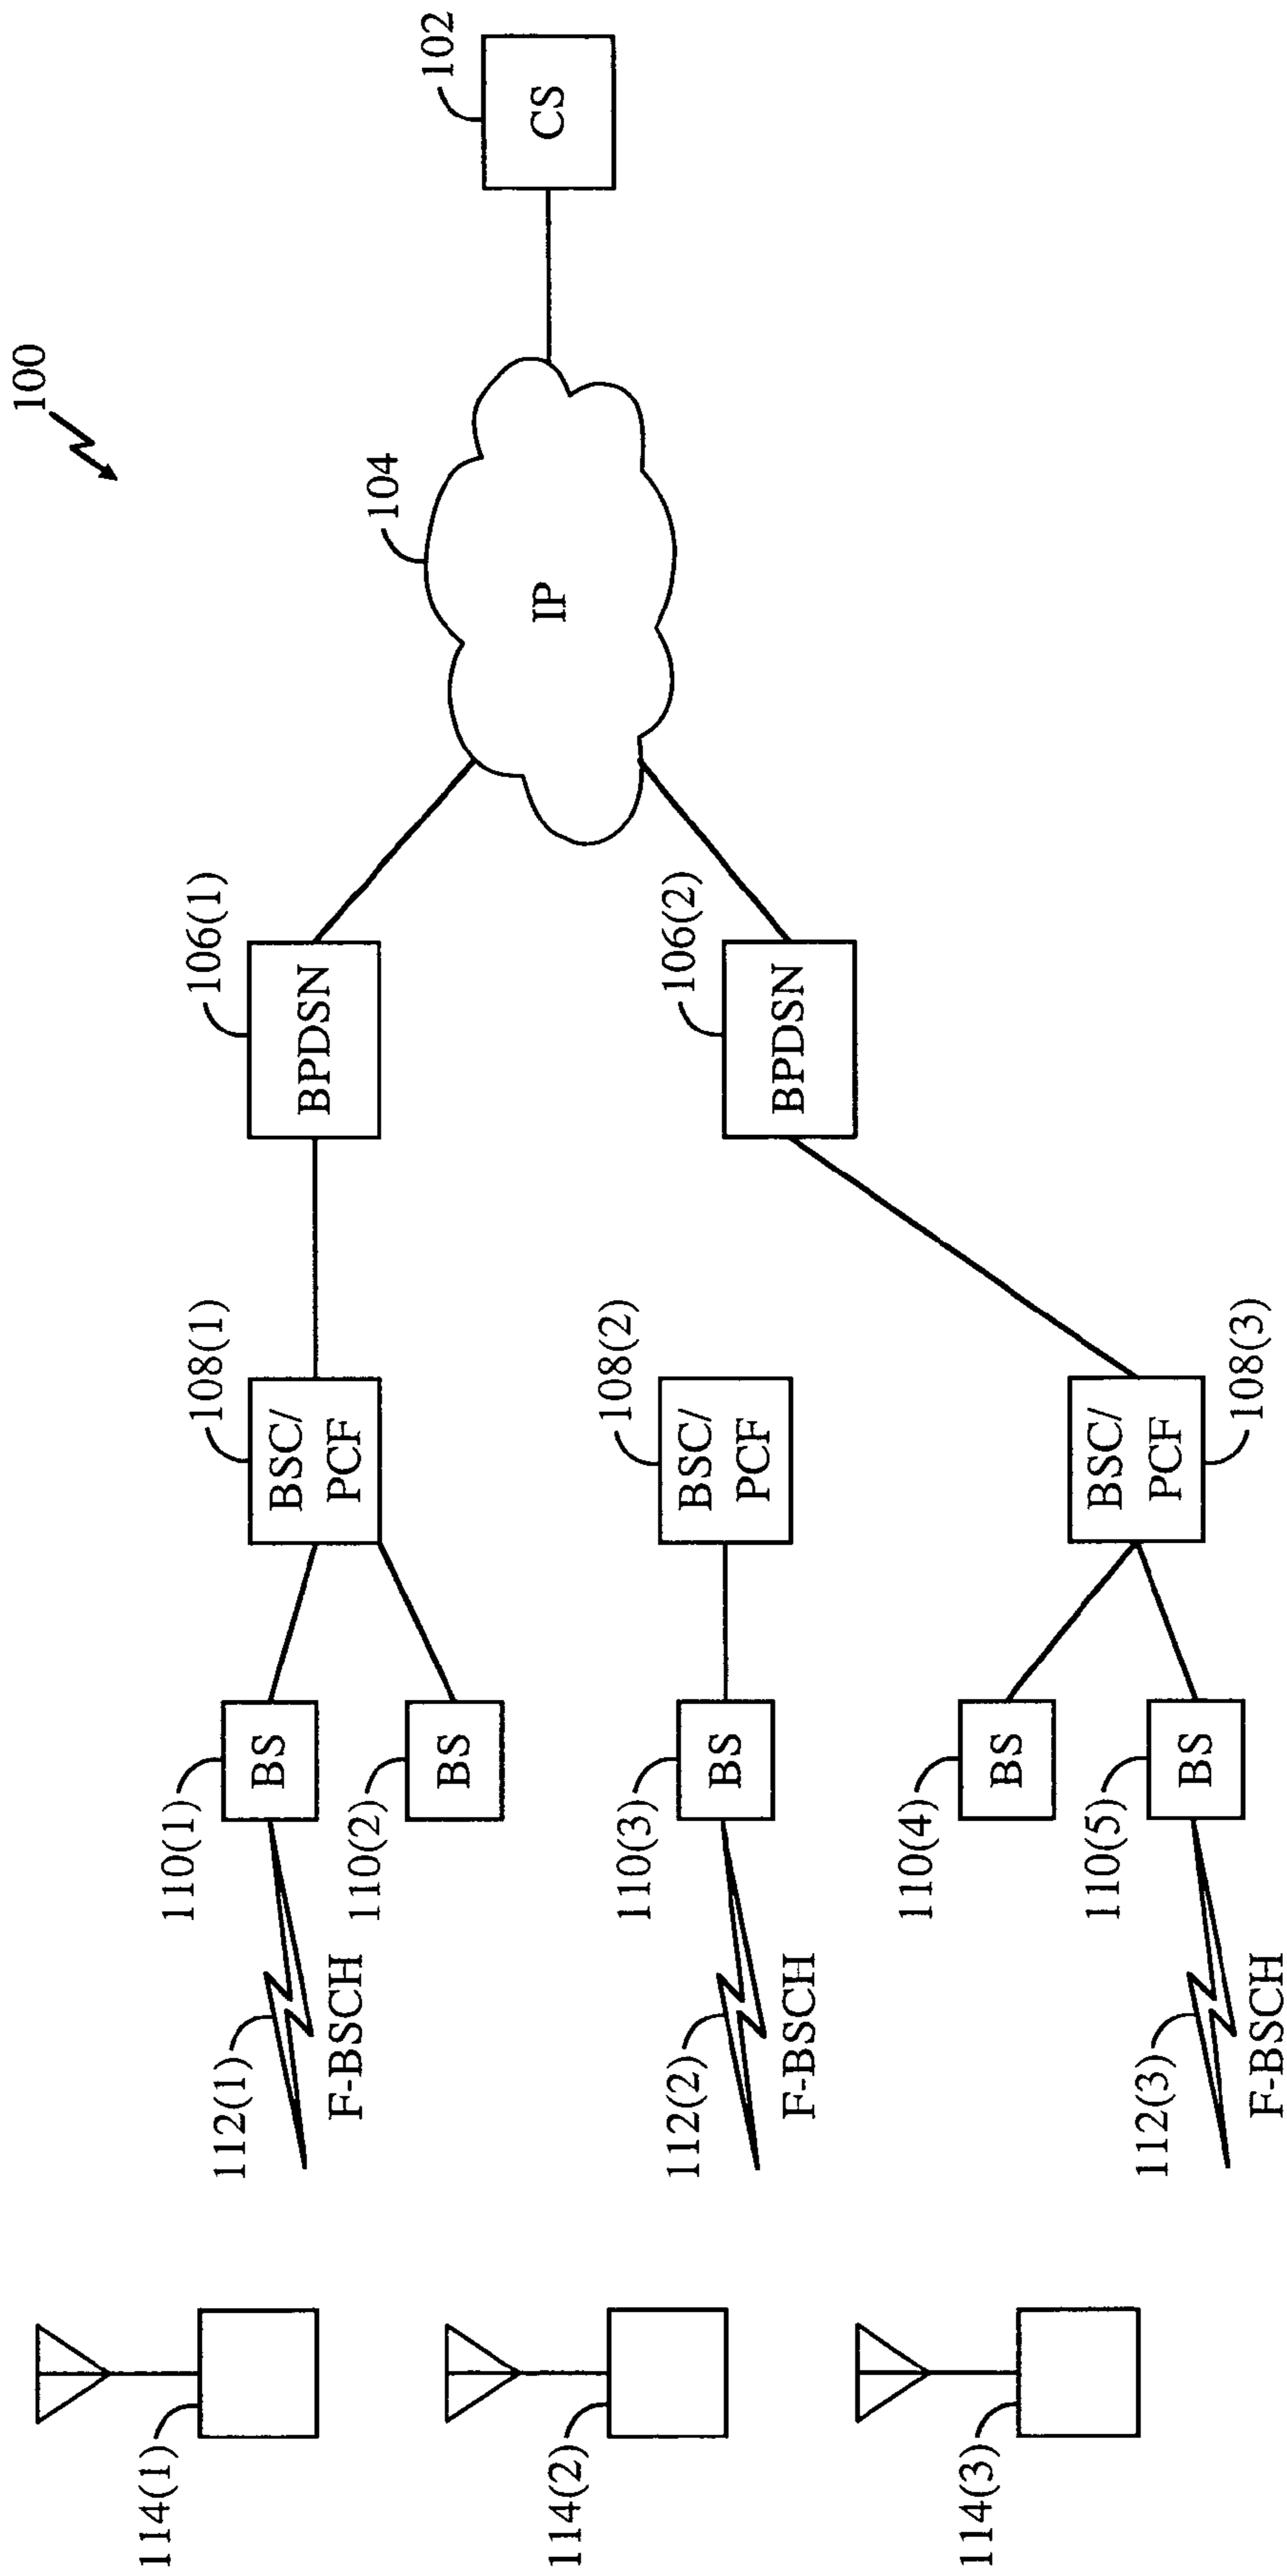 100
114(1)
112(1)
F-BSCH
110(1)
BS
110(2)
BS
108(1)
BSC/
PCF
106(1)
BPDSN
104
IP
102
CS
114(2)
112(2)
F-BSCH
110(3)
BS
108(2)
BSC/
PCF
106(2)
BPDSN
114(3)
112(3)
F-BSCH
110(4)
BS
110(5)
BS
BSC/
PCF
108(3)